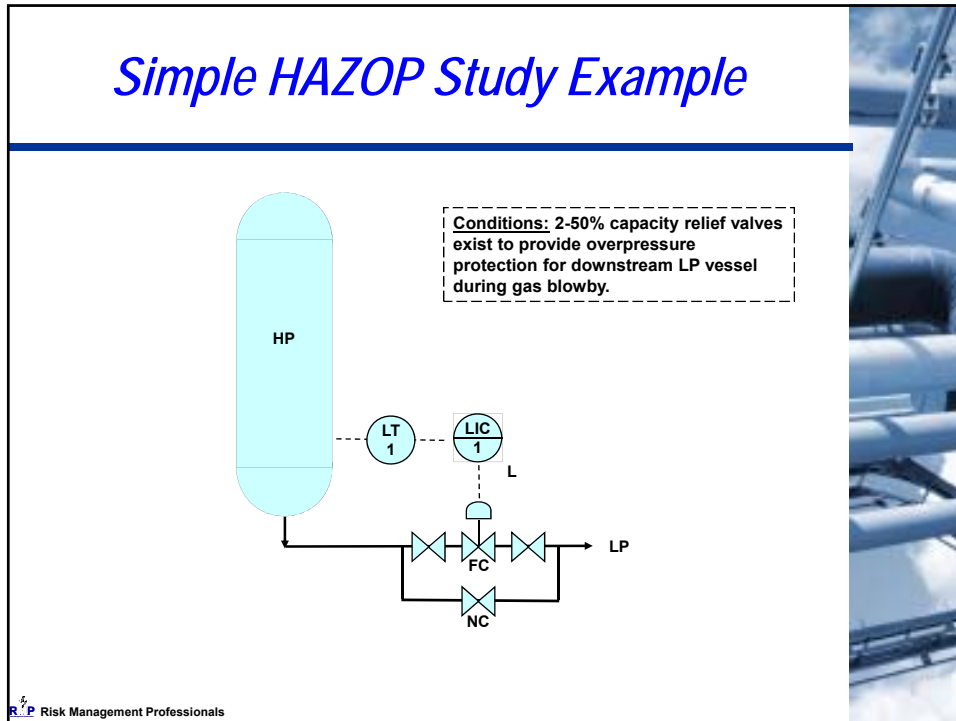 Simple HAZOP Study Example
Conditions: 2-50% capacity relief valves
exist to provide overpressure
protection for downstream LP vessel
during gas blowby.
HP
LT
1
LIC
1
L
LP
FC
NC
RMP Risk Management Professionals